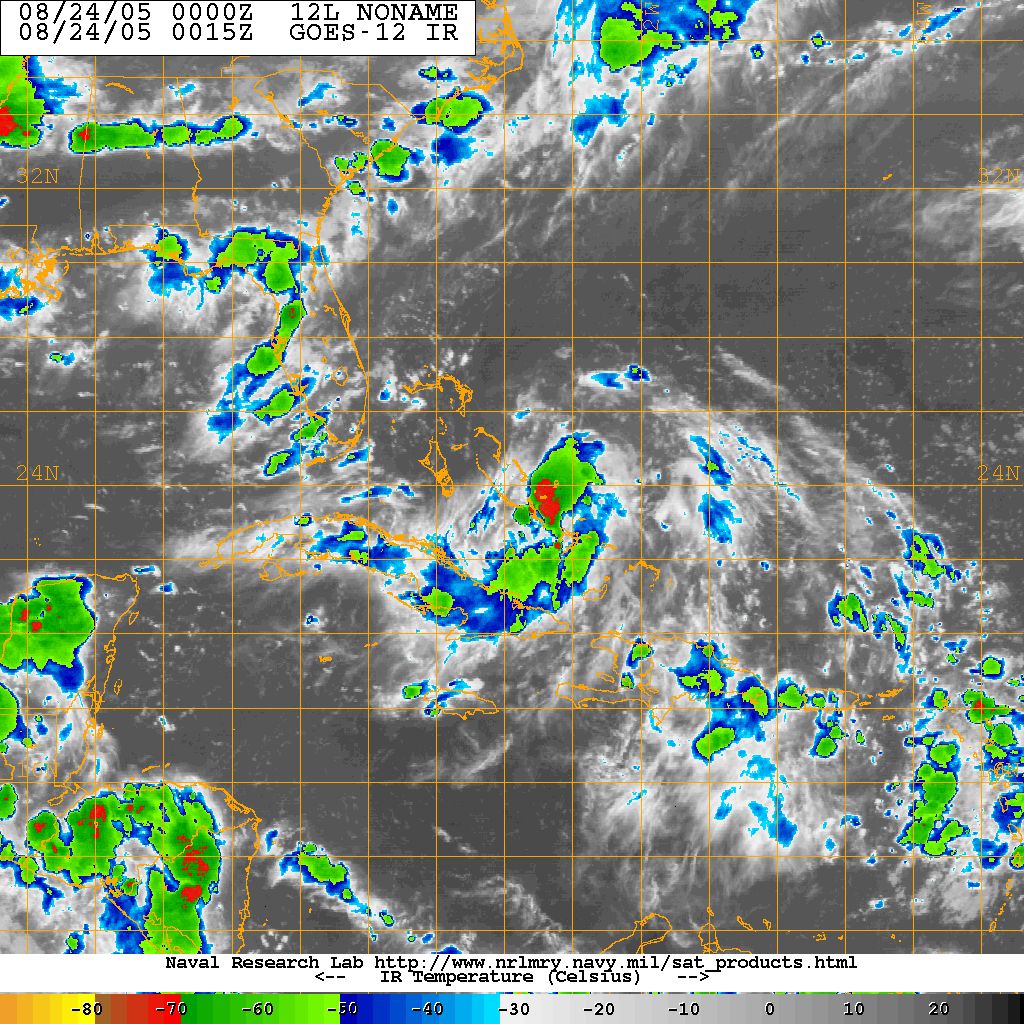 08/24/05 0000Z 12L NONAME
08/24/05 0015Z GOES-12 IR
32N 32N
24N 24N
Naval Research Lab http://www.nrlmry.navy.mil/sat_products.html
<-- IR Temperature (Celsius) -->
-80 -70 -60 -50 -40 -30 -20 -10 0 10 20